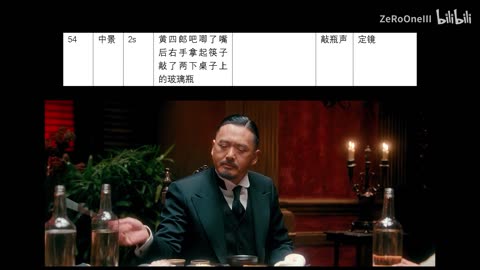 ZeRoOneIII bilibili
54 中景 2s 黄四郎吧唧了嘴 敲瓶声 定镜
后右手拿起筷子
敲了两下桌子上
的玻璃瓶